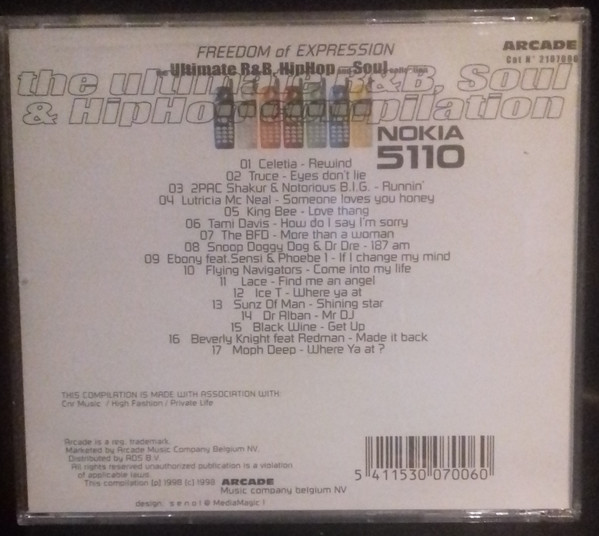 FREEDOM of EXPRESSION
ARCADE
Ultimate R&B, HipHop and Soul
the ultimate R&B, Soul
& HipHop compilation
NOKIA
5110
01 Celetia - Rewind
02 Truce - Eyes don't lie
03 2PAC Shakur & Notorious B.I.G. - Runnin'
04 Lutricia Mc Neal - Someone loves you honey
05 King Bee - Love thang
06 Tami Davis - How do I say I'm sorry
07 The BFD - More than a woman
08 Snoop Doggy Dog & Dr Dre - 187 am
09 Ebony feat.Sensi & Phoebe 1 - If I change my mind
10 Flying Navigators - Come into my life
11 Lace - Find me an angel
12 Ice T - Where ya at
13 Sunz Of Man - Shining star
14 Dr Alban - Mr DJ
15 Black Wine - Get Up
16 Beverly Knight feat Redman - Made it back
17 Moph Deep - Where Ya at ?
THIS COMPILATION IS MADE WITH ASSOCIATION WITH:
Cnr Music / High Fashion / Private Life
Arcade is a reg. trademark.
Marketed by Arcade Music Company Belgium NV.
Distributed by ADS B.V.
All rights reserved unauthorized publication is a violation
of applicable laws.
This compilation (p) 1998 (c) 1998 ARCADE
Music company belgium NV
design: senol @ MediaMagic !
5 411530 070060